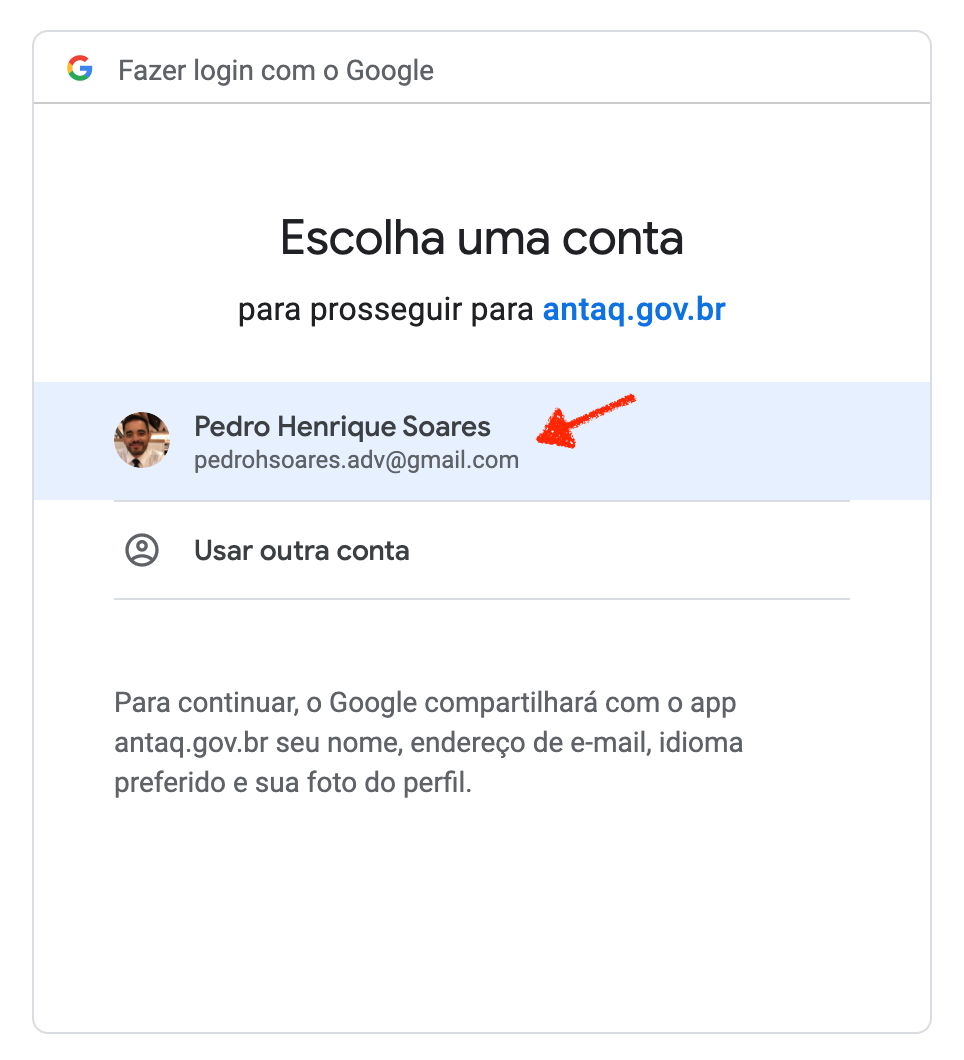 Fazer login com o Google
Escolha uma conta
para prosseguir para antaq.gov.br
Pedro Henrique Soares
pedrohsoares.adv@gmail.com
Usar outra conta
Para continuar, o Google compartilhará com o app
antaq.gov.br seu nome, endereço de e-mail, idioma
preferido e sua foto do perfil.